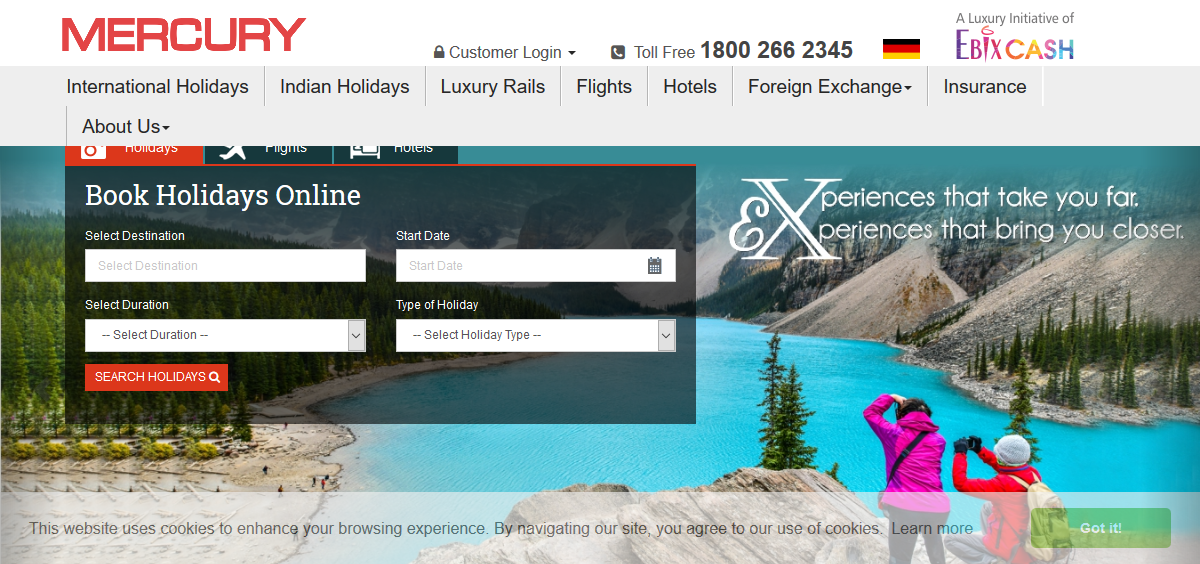 MERCURY
A Luxury Initiative of
EbixCASH
Customer Login
Toll Free 1800 266 2345
International Holidays Indian Holidays Luxury Rails Flights Hotels Foreign Exchange Insurance
About Us
Holidays Flights Hotels
Book Holidays Online
Select Destination Start Date
Select Destination Start Date
Select Duration Type of Holiday
-- Select Duration -- -- Select Holiday Type --
SEARCH HOLIDAYS
eXperiences that take you far.
eXperiences that bring you closer.
This website uses cookies to enhance your browsing experience. By navigating our site, you agree to our use of cookies. Learn more
Got it!